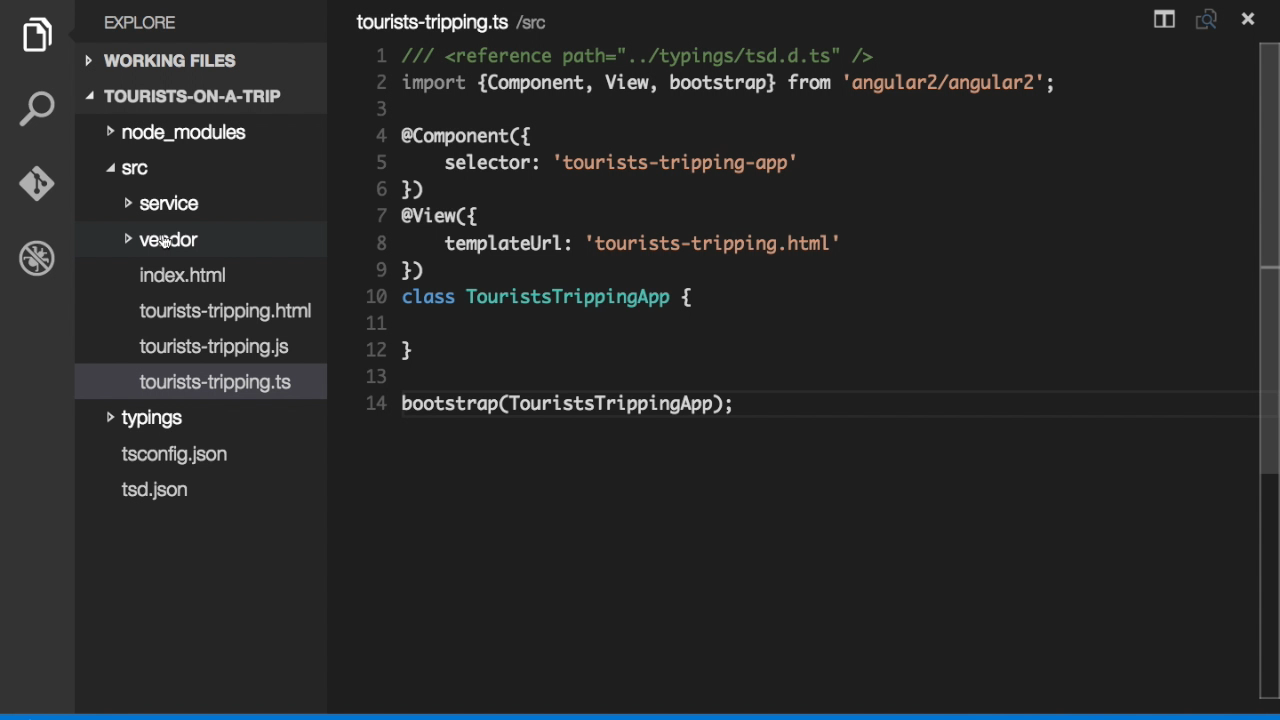 EXPLORE
WORKING FILES
TOURISTS-ON-A-TRIP
node_modules
src
service
vendor
index.html
tourists-tripping.html
tourists-tripping.js
tourists-tripping.ts
typings
tsconfig.json
tsd.json
tourists-tripping.ts /src
1 /// <reference path="../typings/tsd.d.ts" />
2 import {Component, View, bootstrap} from 'angular2/angular2';
3
4 @Component({
5     selector: 'tourists-tripping-app'
6 })
7 @View({
8     templateUrl: 'tourists-tripping.html'
9 })
10 class TouristsTrippingApp {
11
12 }
13
14 bootstrap(TouristsTrippingApp);